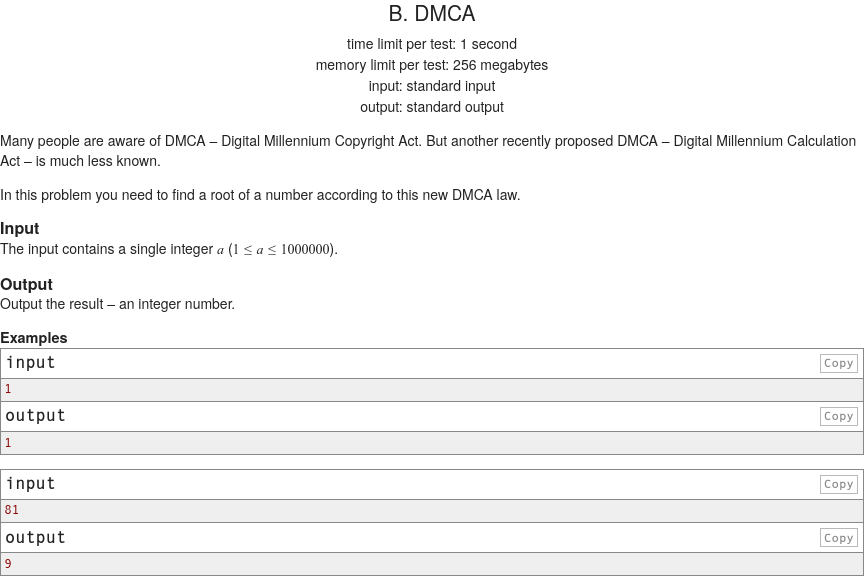 B. DMCA
time limit per test: 1 second
memory limit per test: 256 megabytes
input: standard input
output: standard output
Many people are aware of DMCA – Digital Millennium Copyright Act. But another recently proposed DMCA – Digital Millennium Calculation
Act – is much less known.
In this problem you need to find a root of a number according to this new DMCA law.
Input
The input contains a single integer a (1 ≤ a ≤ 1000000).
Output
Output the result – an integer number.
Examples
input Copy
1
output Copy
1
input Copy
81
output Copy
9